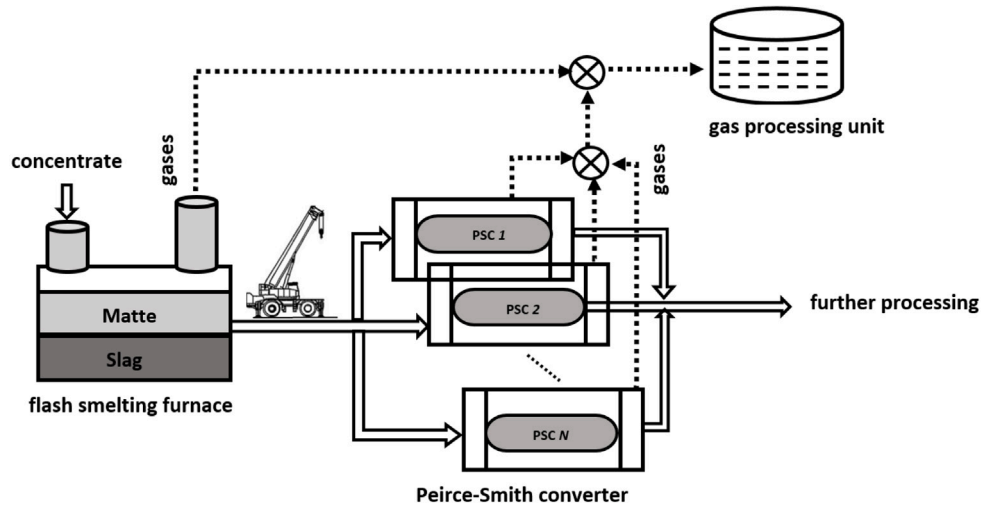 gas processing unit
concentrate
gases
gases
PSC 1
Matte
PSC 2
further processing
Slag
flash smelting furnace
PSC N
Peirce-Smith converter